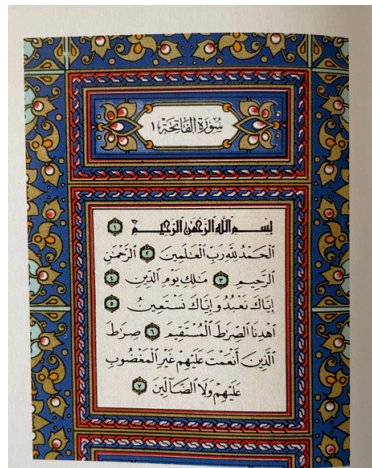 سُورَةُ الفَاتِحَةِ ١
بِسْمِ ٱللَّهِ ٱلرَّحْمَٰنِ ٱلرَّحِيمِ ١
ٱلْحَمْدُ لِلَّهِ رَبِّ ٱلْعَٰلَمِينَ ٢ ٱلرَّحْمَٰنِ
ٱلرَّحِيمِ ٣ مَٰلِكِ يَوْمِ ٱلدِّينِ ٤
إِيَّاكَ نَعْبُدُ وَإِيَّاكَ نَسْتَعِينُ ٥
ٱهْدِنَا ٱلصِّرَٰطَ ٱلْمُسْتَقِيمَ ٦ صِرَٰطَ
ٱلَّذِينَ أَنْعَمْتَ عَلَيْهِمْ غَيْرِ ٱلْمَغْضُوبِ
عَلَيْهِمْ وَلَا ٱلضَّآلِّينَ ٧